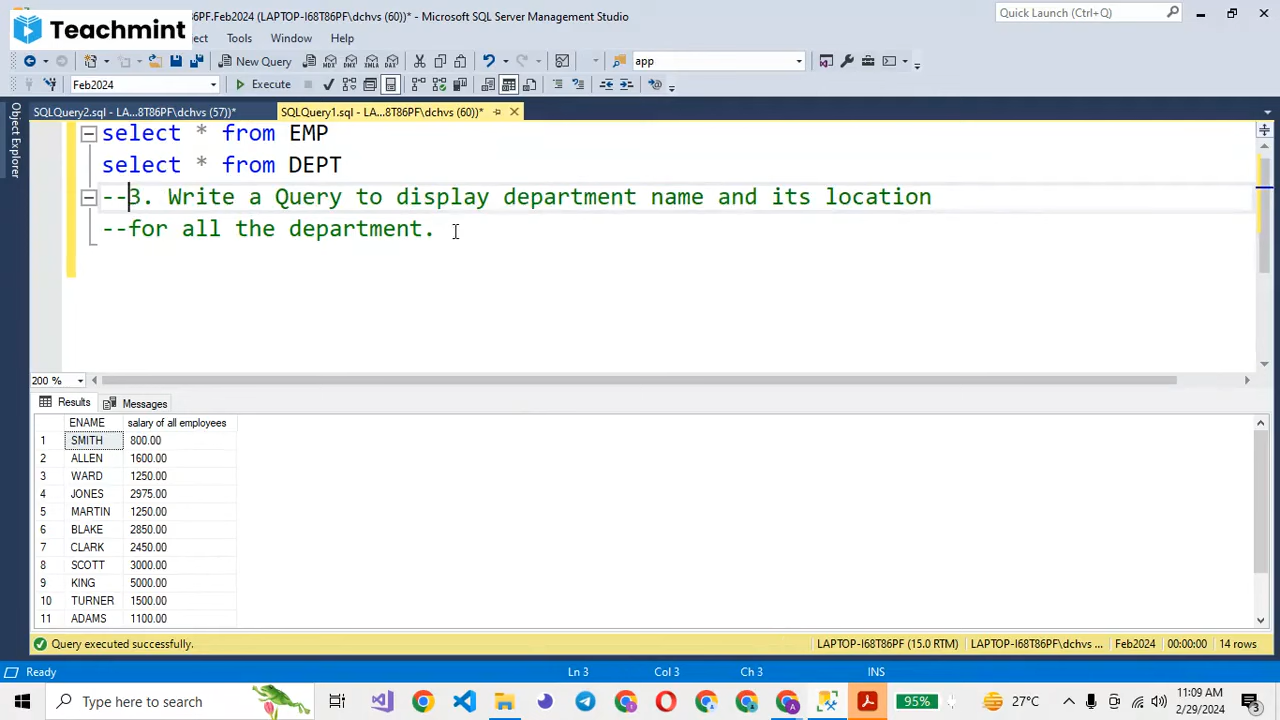 Teachmint
PF.Feb2024 (LAPTOP-I68T86PF\dchvs (60))* - Microsoft SQL Server Management Studio
Quick Launch (Ctrl+Q)
ect Tools Window Help
New Query
app
Feb2024
Execute
SQLQuery2.sql - LA...8T86PF\dchvs (57))*
SQLQuery1.sql - LA...8T86PF\dchvs (60))*
Object Explorer
select * from EMP
select * from DEPT
--3. Write a Query to display department name and its location
--for all the department.
200 %
Results
Messages
ENAME salary of all employees
1 SMITH 800.00
2 ALLEN 1600.00
3 WARD 1250.00
4 JONES 2975.00
5 MARTIN 1250.00
6 BLAKE 2850.00
7 CLARK 2450.00
8 SCOTT 3000.00
9 KING 5000.00
10 TURNER 1500.00
11 ADAMS 1100.00
Query executed successfully.
LAPTOP-I68T86PF (15.0 RTM)
LAPTOP-I68T86PF\dchvs ...
Feb2024
00:00:00
14 rows
Ready
Ln 3
Col 3
Ch 3
INS
Type here to search
95%
27°C
11:09 AM
2/29/2024
3